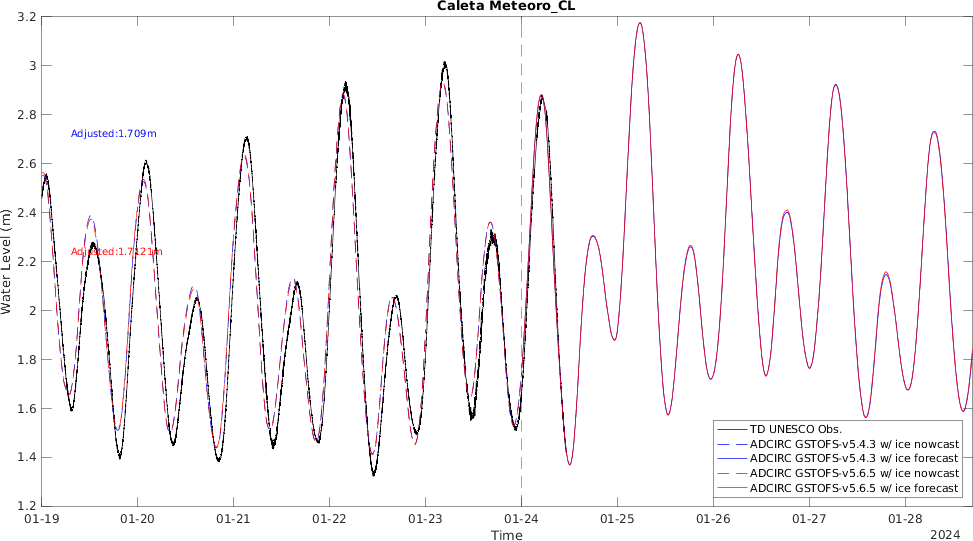 Caleta Meteoro_CL
3.2
3
2.8
2.6
2.4
2.2
2
1.8
1.6
1.4
1.2
Water Level (m)
Adjusted:1.709m
Adjusted:1.7121m
TD UNESCO Obs.
ADCIRC GSTOFS-v5.4.3 w/ ice nowcast
ADCIRC GSTOFS-v5.4.3 w/ ice forecast
ADCIRC GSTOFS-v5.6.5 w/ ice nowcast
ADCIRC GSTOFS-v5.6.5 w/ ice forecast
01-19 01-20 01-21 01-22 01-23 01-24 01-25 01-26 01-27 01-28
Time
2024